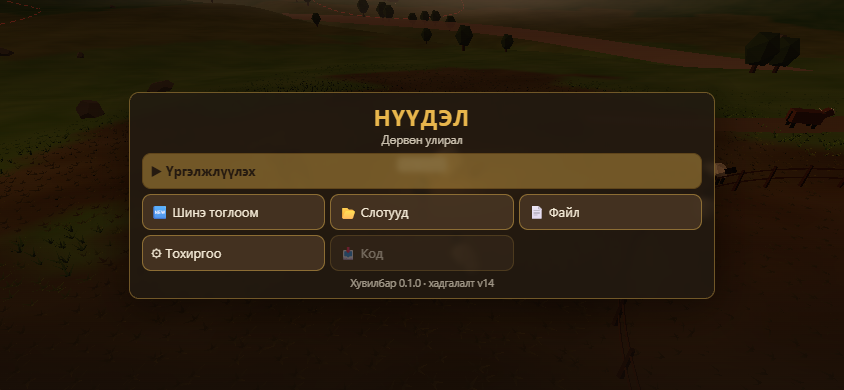 НҮҮДЭЛ
Дөрвөн улирал
▶ Үргэлжлүүлэх
🆕 Шинэ тоглоом
📂 Слотууд
📄 Файл
⚙ Тохиргоо
📤 Код
Хувилбар 0.1.0 · хадгалалт v14